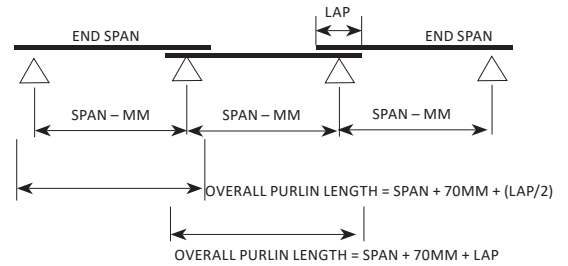 LAP
END SPAN
END SPAN
SPAN – MM
SPAN – MM
SPAN – MM
OVERALL PURLIN LENGTH = SPAN + 70MM + (LAP/2)
OVERALL PURLIN LENGTH = SPAN + 70MM + LAP